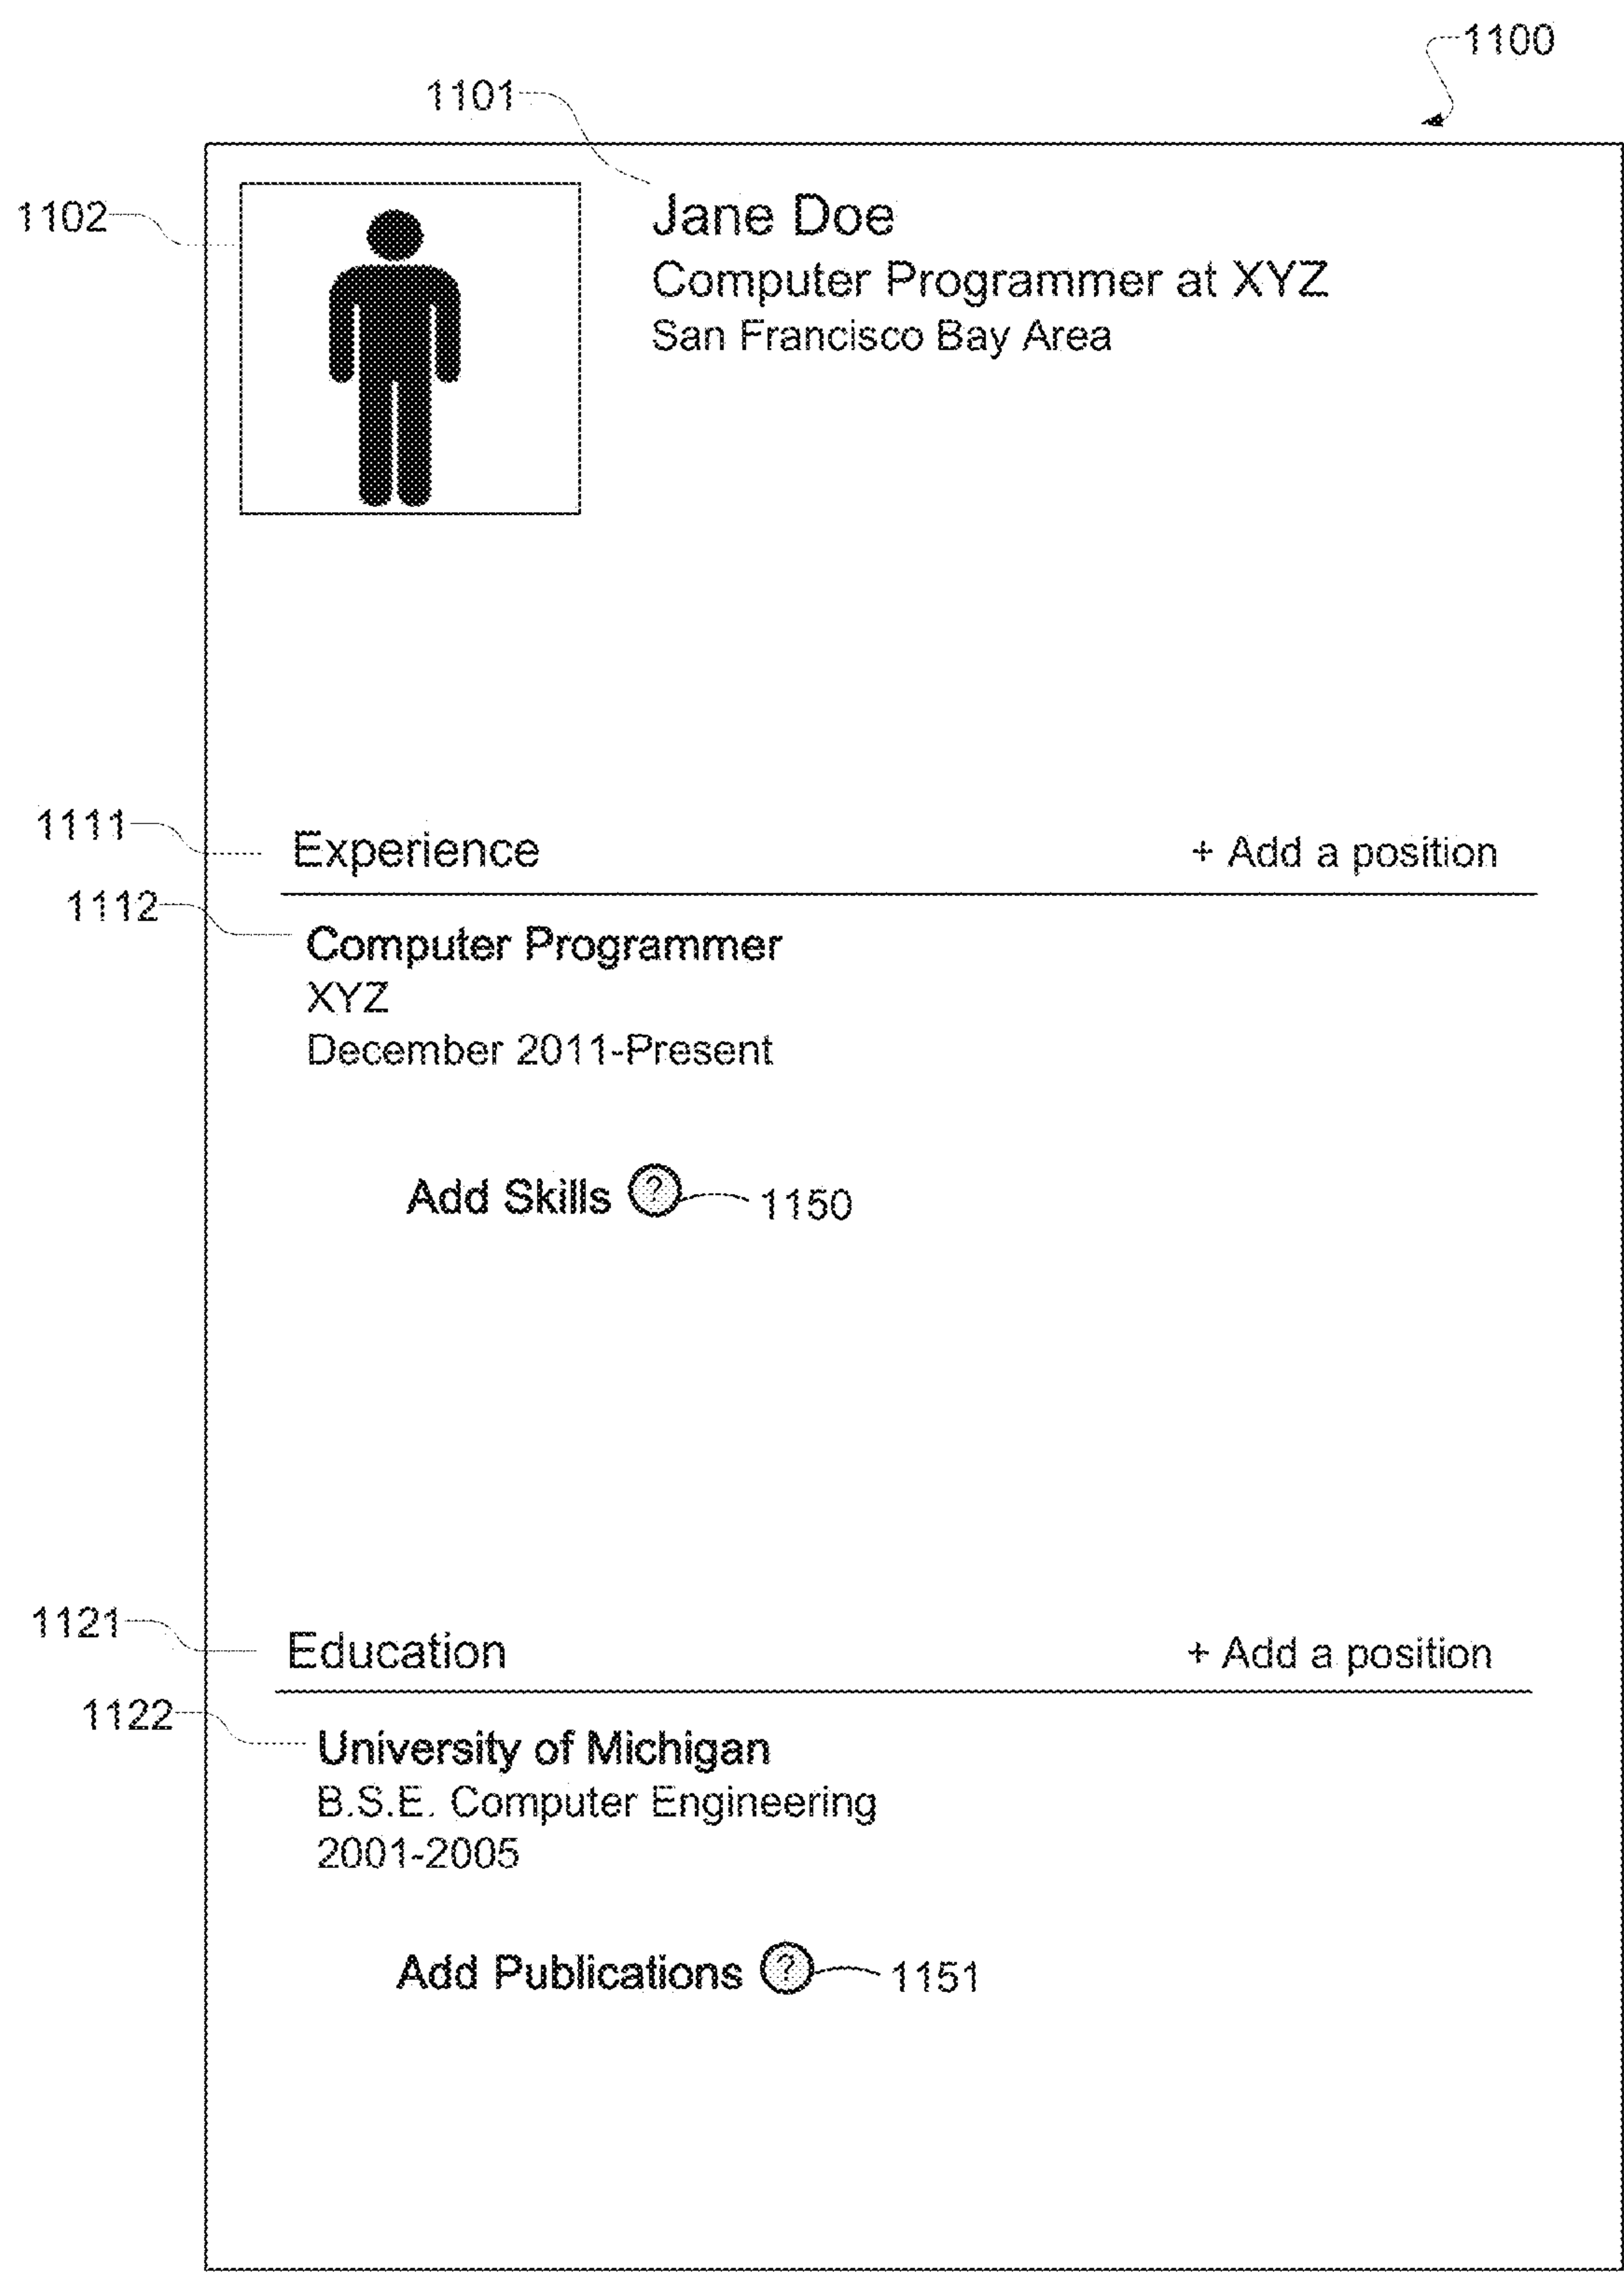 1100
1101
1102
Jane Doe
Computer Programmer at XYZ
San Francisco Bay Area
1111
Experience + Add a position
1112
Computer Programmer
XYZ
December 2011-Present
Add Skills ? 1150
1121
Education + Add a position
1122
University of Michigan
B.S.E. Computer Engineering
2001-2005
Add Publications ? 1151